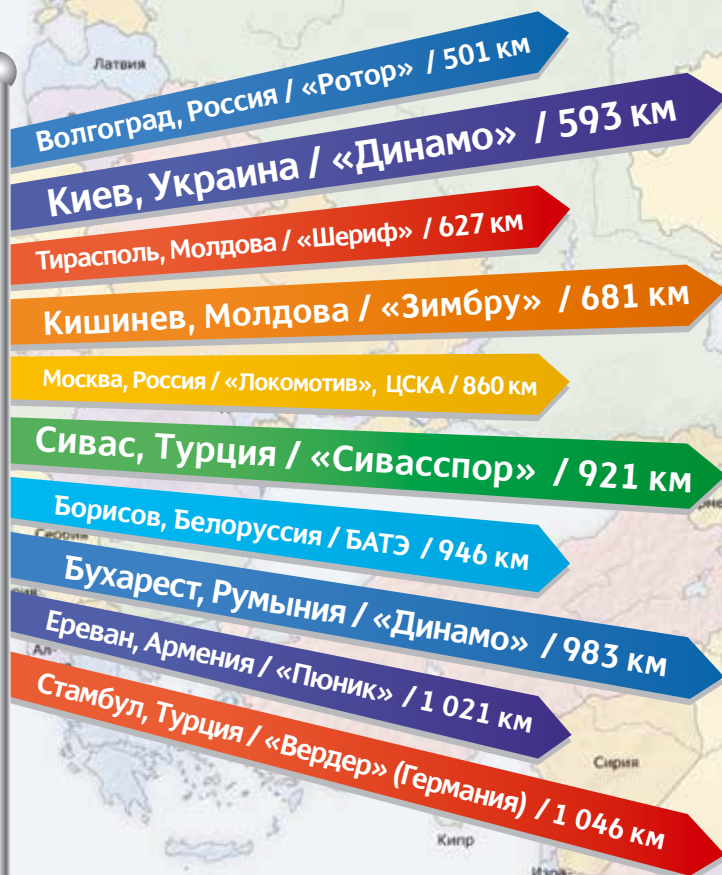 Латвия
Волгоград, Россия / «Ротор» / 501 км
Киев, Украина / «Динамо» / 593 км
Тирасполь, Молдова / «Шериф» / 627 км
Кишинев, Молдова / «Зимбру» / 681 км
Москва, Россия / «Локомотив», ЦСКА / 860 км
Сивас, Турция / «Сивасспор» / 921 км
Борисов, Белоруссия / БАТЭ / 946 км
Бухарест, Румыния / «Динамо» / 983 км
Ереван, Армения / «Пюник» / 1 021 км
Стамбул, Турция / «Вердер» (Германия) / 1 046 км
Ал-
Сирия
Кипр